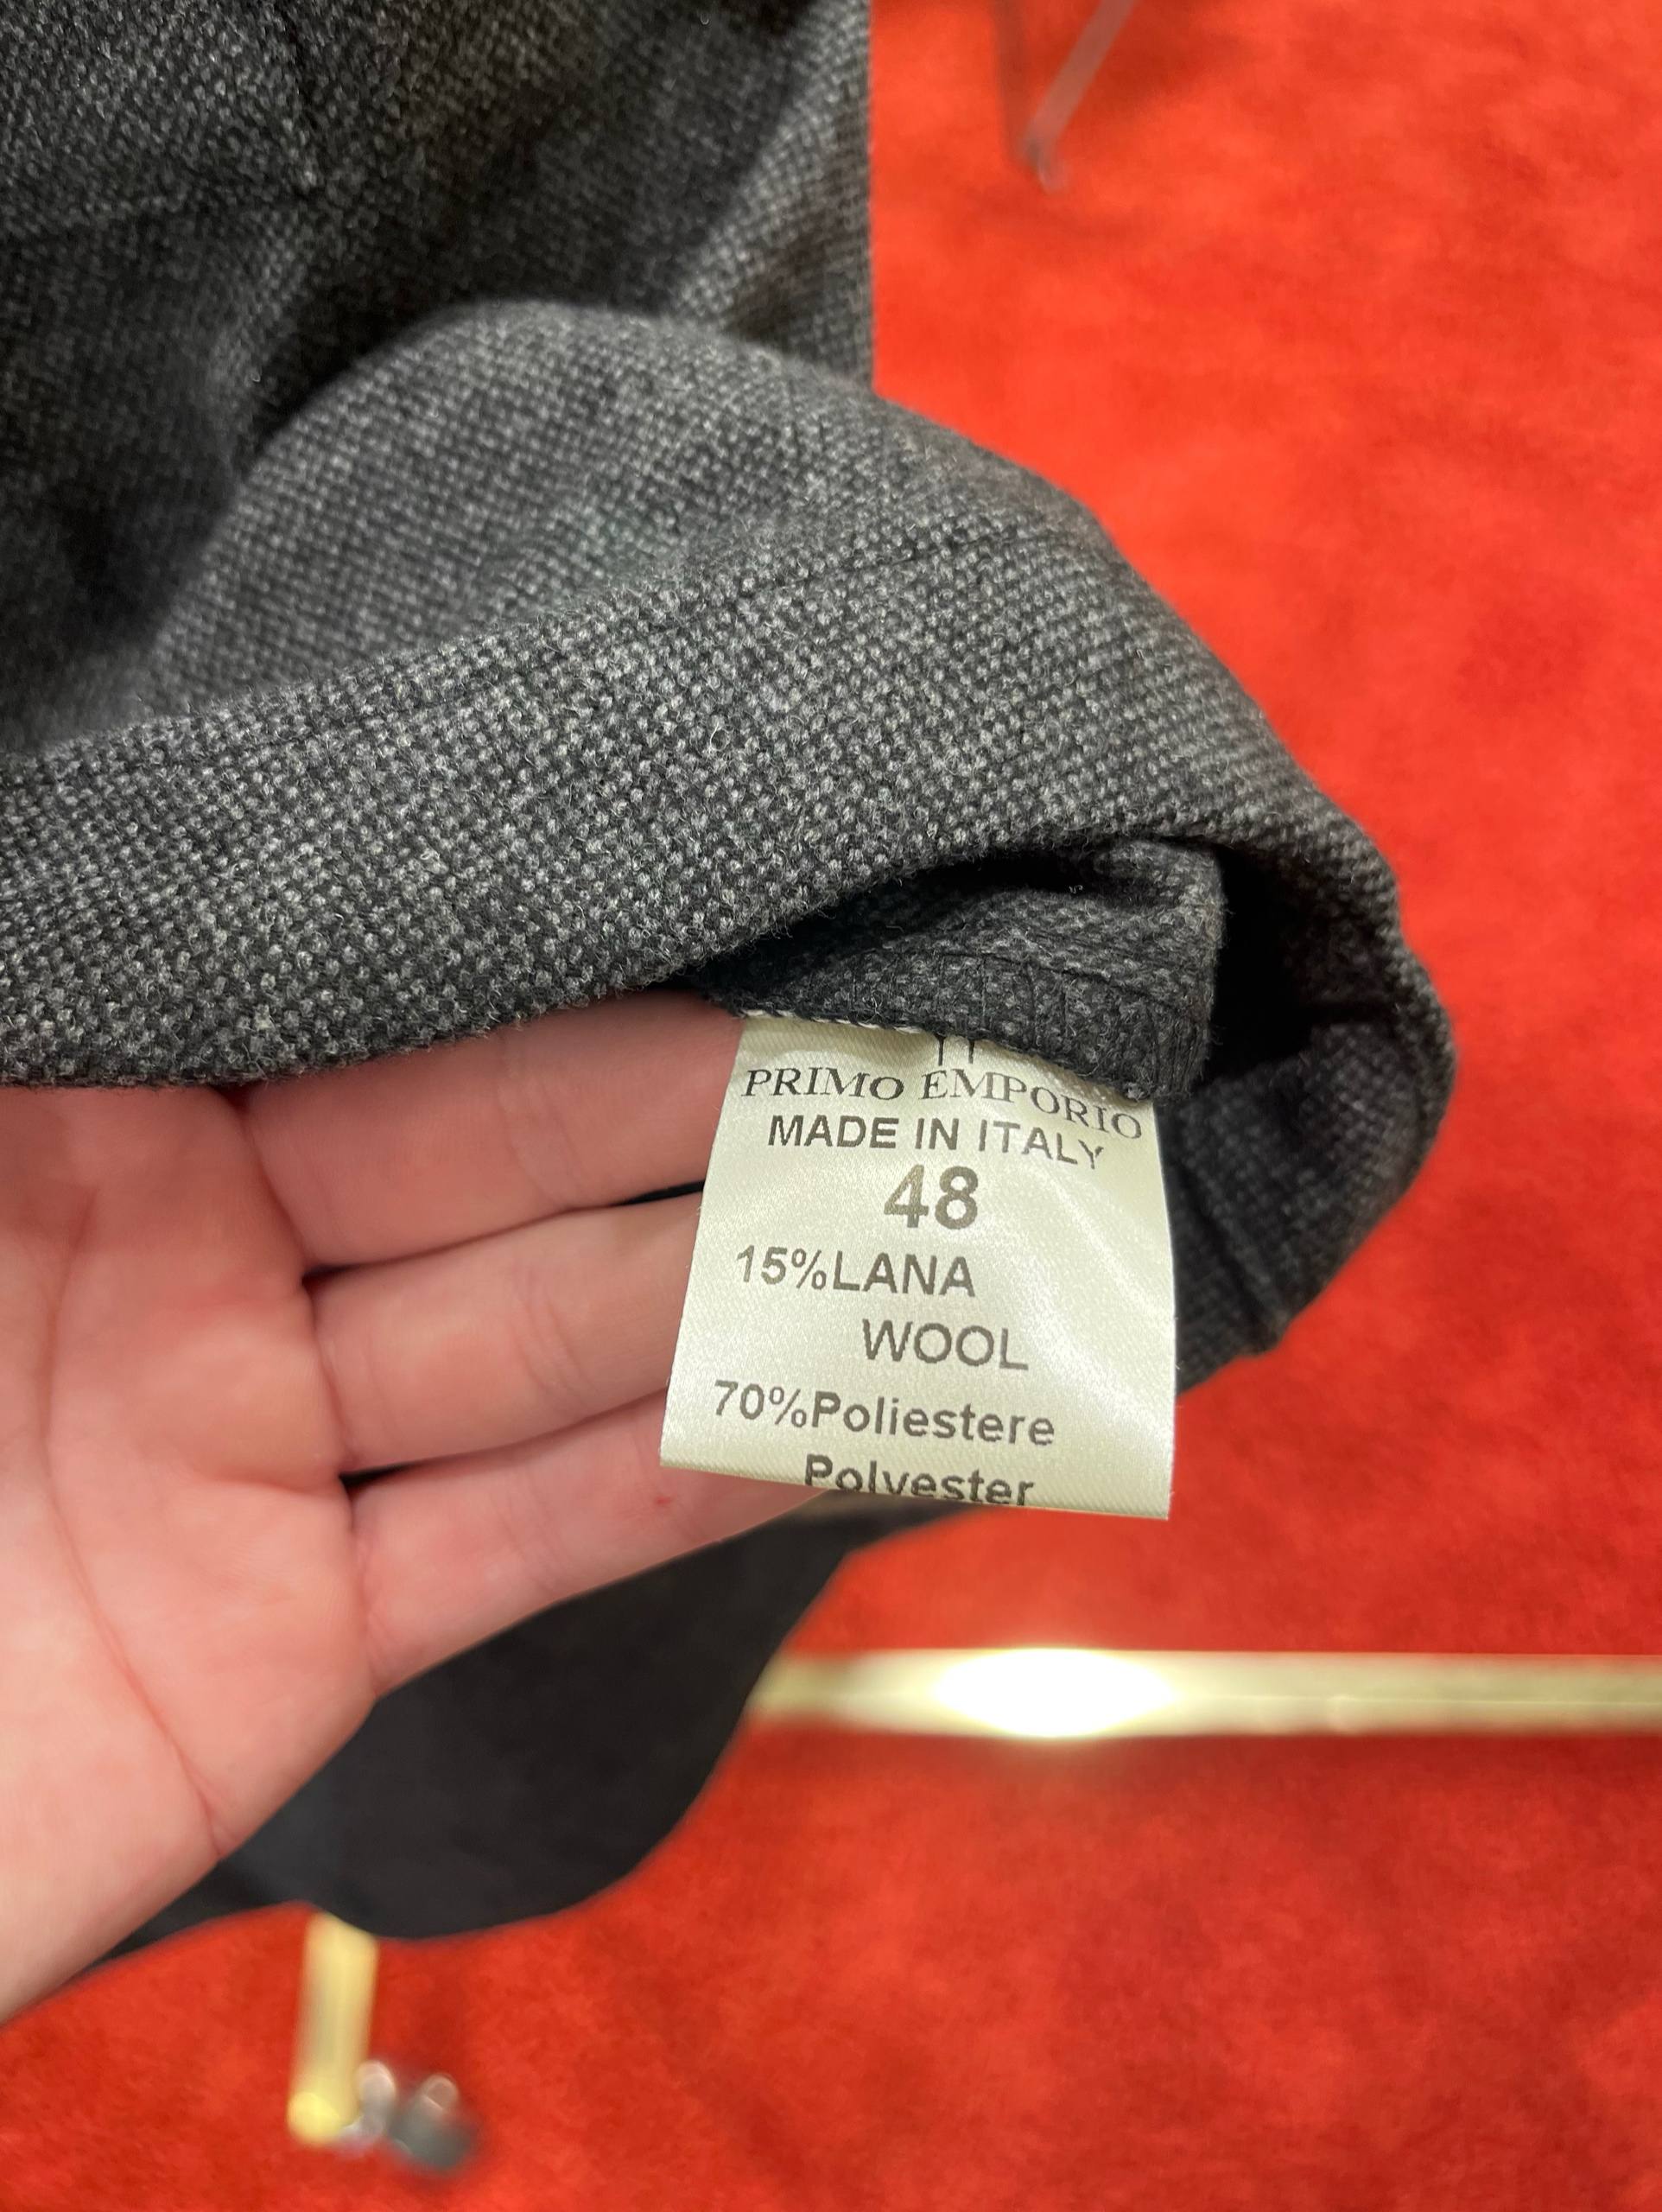 PRIMO EMPORIO
MADE IN ITALY
48
15%LANA
WOOL
70%Poliestere
Polyester